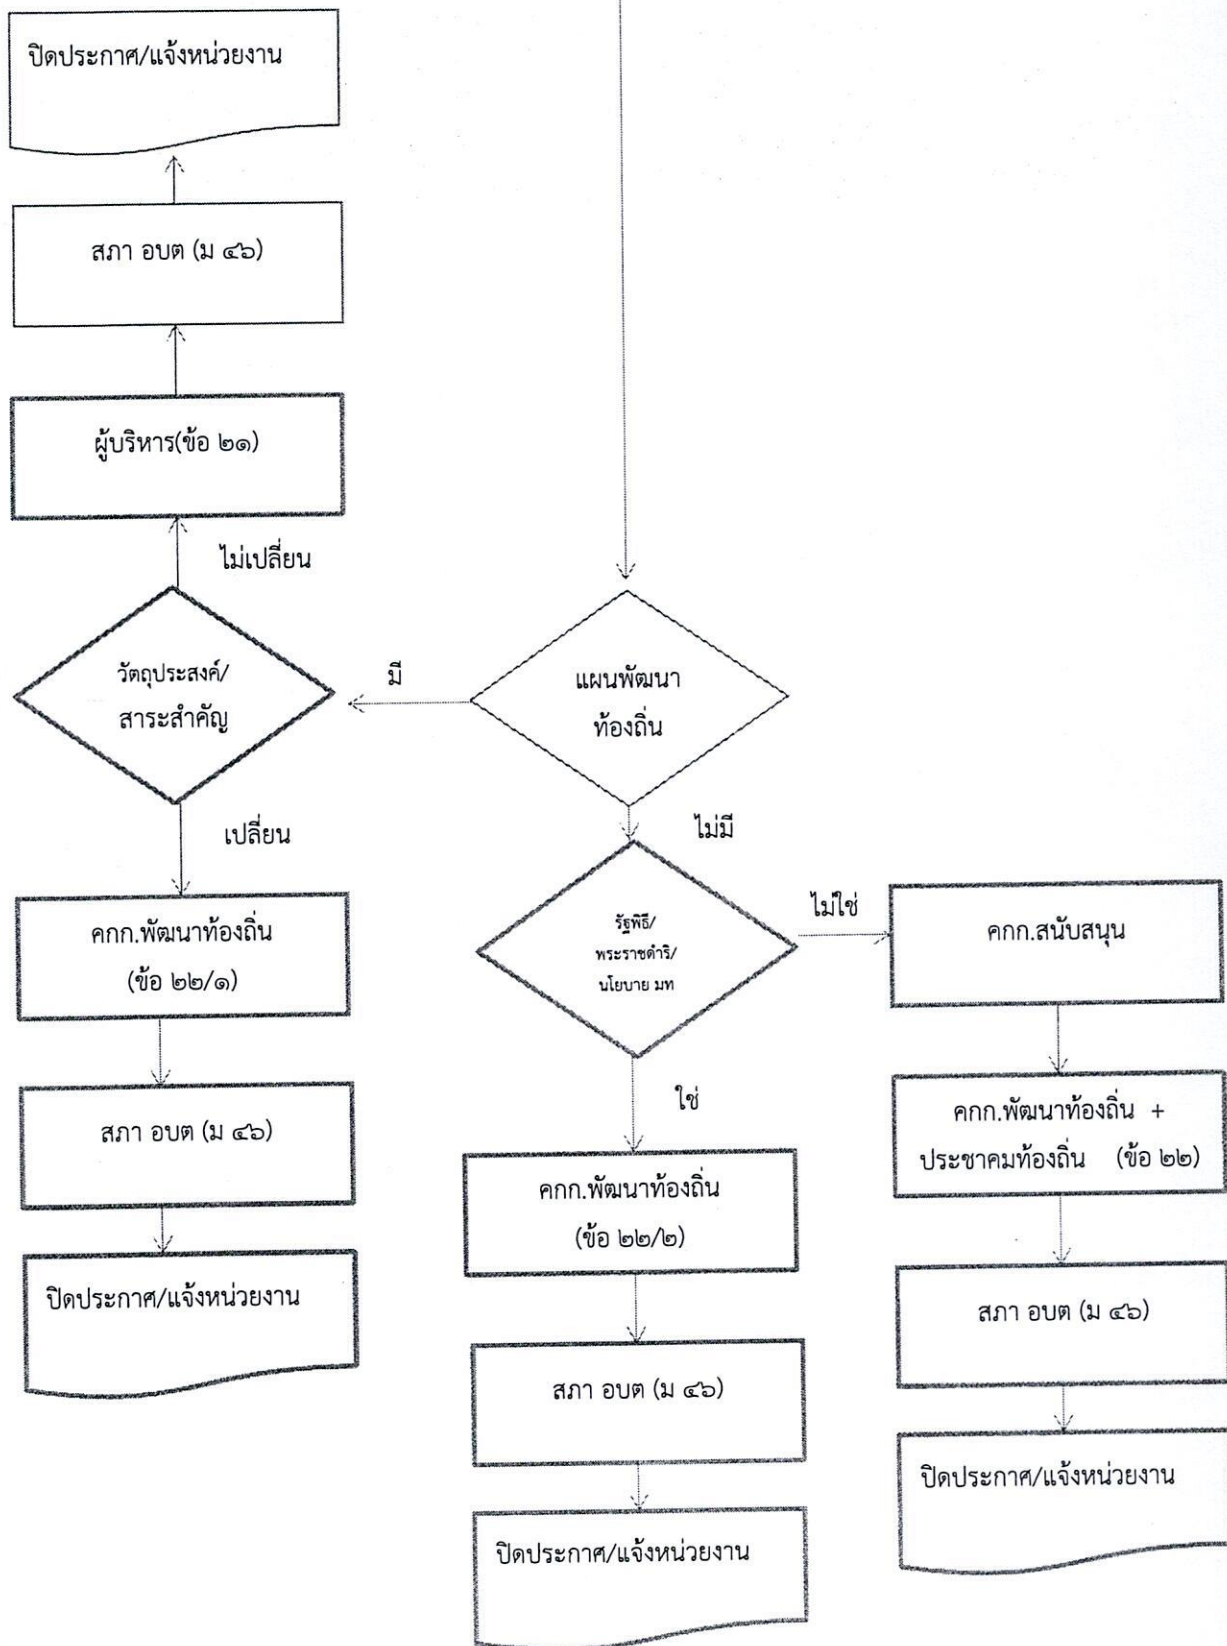 ปิดประกาศ/แจ้งหน่วยงาน
สภา อบต (ม ๔๖)
ผู้บริหาร(ข้อ ๒๑)
ไม่เปลี่ยน
วัตถุประสงค์/
สาระสำคัญ
มี
แผนพัฒนา
ท้องถิ่น
เปลี่ยน
ไม่มี
คกก.พัฒนาท้องถิ่น
(ข้อ ๒๒/๑)
สภา อบต (ม ๔๖)
ปิดประกาศ/แจ้งหน่วยงาน
รัฐพิธี/
พระราชดำริ/
นโยบาย มท
ไม่ใช่
คกก.สนับสนุน
ใช่
คกก.พัฒนาท้องถิ่น
(ข้อ ๒๒/๒)
สภา อบต (ม ๔๖)
ปิดประกาศ/แจ้งหน่วยงาน
คกก.พัฒนาท้องถิ่น +
ประชาคมท้องถิ่น (ข้อ ๒๒)
สภา อบต (ม ๔๖)
ปิดประกาศ/แจ้งหน่วยงาน